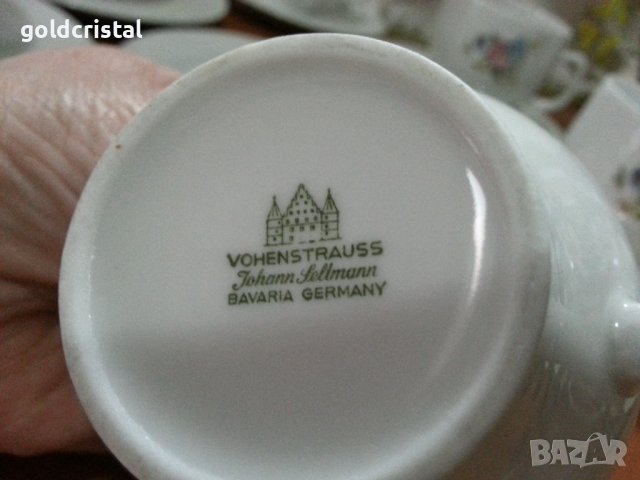 goldcristal
VOHENSTRAUSS
Johann Seltmann
BAVARIA GERMANY
BAZAR